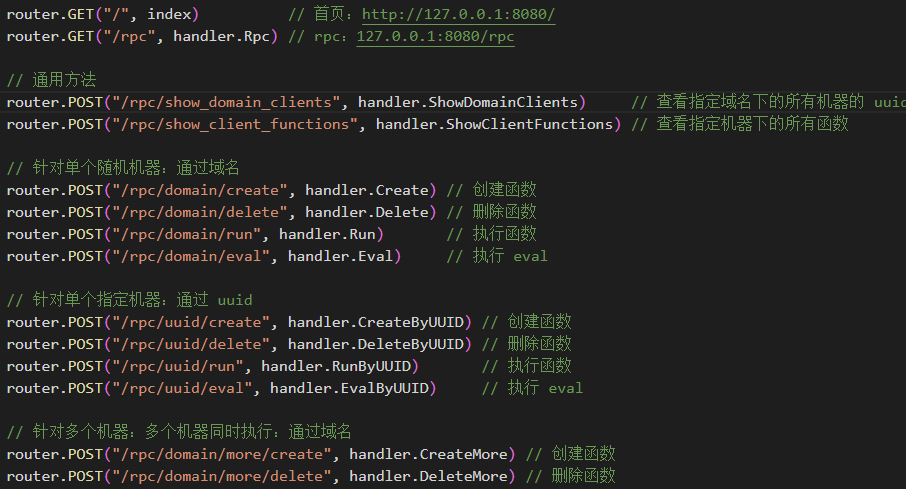 router.GET("/", index) // 首页：http://127.0.0.1:8080/
router.GET("/rpc", handler.Rpc) // rpc：127.0.0.1:8080/rpc
// 通用方法
router.POST("/rpc/show_domain_clients", handler.ShowDomainClients) // 查看指定域名下的所有机器的 uuid
router.POST("/rpc/show_client_functions", handler.ShowClientFunctions) // 查看指定机器下的所有函数
// 针对单个随机机器：通过域名
router.POST("/rpc/domain/create", handler.Create) // 创建函数
router.POST("/rpc/domain/delete", handler.Delete) // 删除函数
router.POST("/rpc/domain/run", handler.Run) // 执行函数
router.POST("/rpc/domain/eval", handler.Eval) // 执行 eval
// 针对单个指定机器：通过 uuid
router.POST("/rpc/uuid/create", handler.CreateByUUID) // 创建函数
router.POST("/rpc/uuid/delete", handler.DeleteByUUID) // 删除函数
router.POST("/rpc/uuid/run", handler.RunByUUID) // 执行函数
router.POST("/rpc/uuid/eval", handler.EvalByUUID) // 执行 eval
// 针对多个机器：多个机器同时执行：通过域名
router.POST("/rpc/domain/more/create", handler.CreateMore) // 创建函数
router.POST("/rpc/domain/more/delete", handler.DeleteMore) // 删除函数